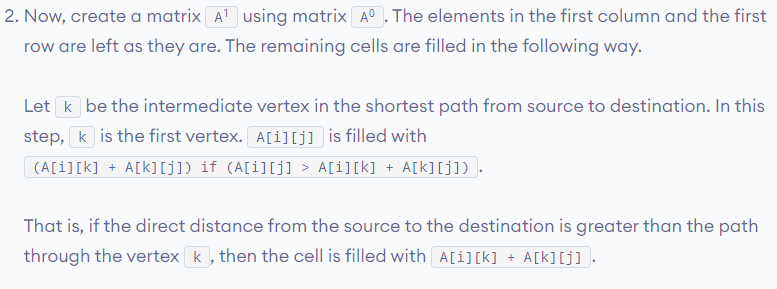 2. Now, create a matrix A¹ using matrix A⁰ . The elements in the first column and the first
row are left as they are. The remaining cells are filled in the following way.
Let k be the intermediate vertex in the shortest path from source to destination. In this
step, k is the first vertex. A[i][j] is filled with
(A[i][k] + A[k][j]) if (A[i][j] > A[i][k] + A[k][j]) .
That is, if the direct distance from the source to the destination is greater than the path
through the vertex k , then the cell is filled with A[i][k] + A[k][j] .